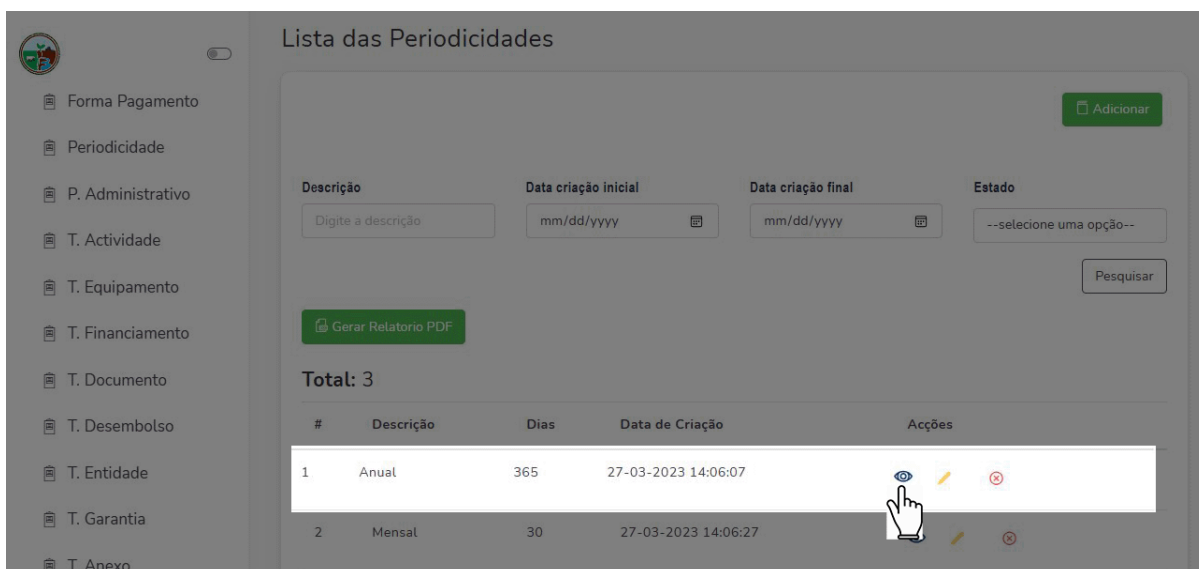 Lista das Periodicidades
Forma Pagamento
Periodicidade
P. Administrativo
T. Actividade
T. Equipamento
T. Financiamento
T. Documento
T. Desembolso
T. Entidade
T. Garantia
T. Anexo
Adicionar
Descrição Data criação inicial Data criação final Estado
Digite a descrição mm/dd/yyyy mm/dd/yyyy --selecione uma opção--
Pesquisar
Gerar Relatorio PDF
Total: 3
# Descrição Dias Data de Criação Acções
1 Anual 365 27-03-2023 14:06:07
2 Mensal 30 27-03-2023 14:06:27